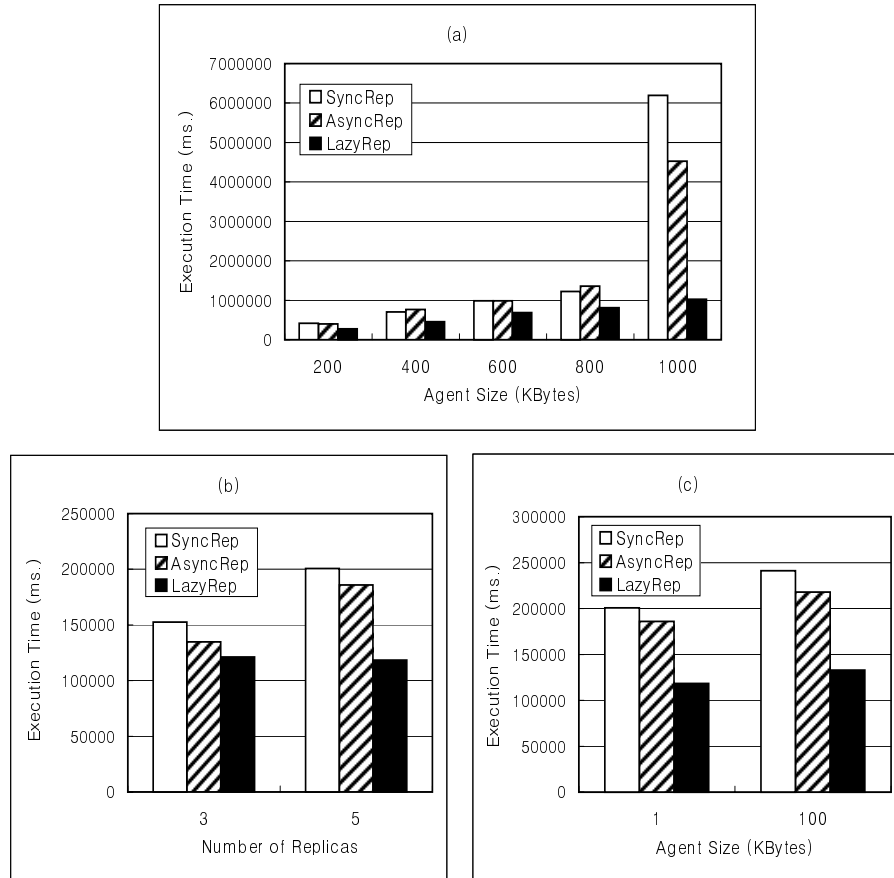 (a)
7000000
6000000
5000000
4000000
3000000
2000000
1000000
0
Execution Time (ms.)
SyncRep
AsyncRep
LazyRep
200 400 600 800 1000
Agent Size (KBytes)
(b)
250000
200000
150000
100000
50000
0
Execution Time (ms.)
SyncRep
AsyncRep
LazyRep
3 5
Number of Replicas
(c)
300000
250000
200000
150000
100000
50000
0
Execution Time (ms.)
SyncRep
AsyncRep
LazyRep
1 100
Agent Size (KBytes)